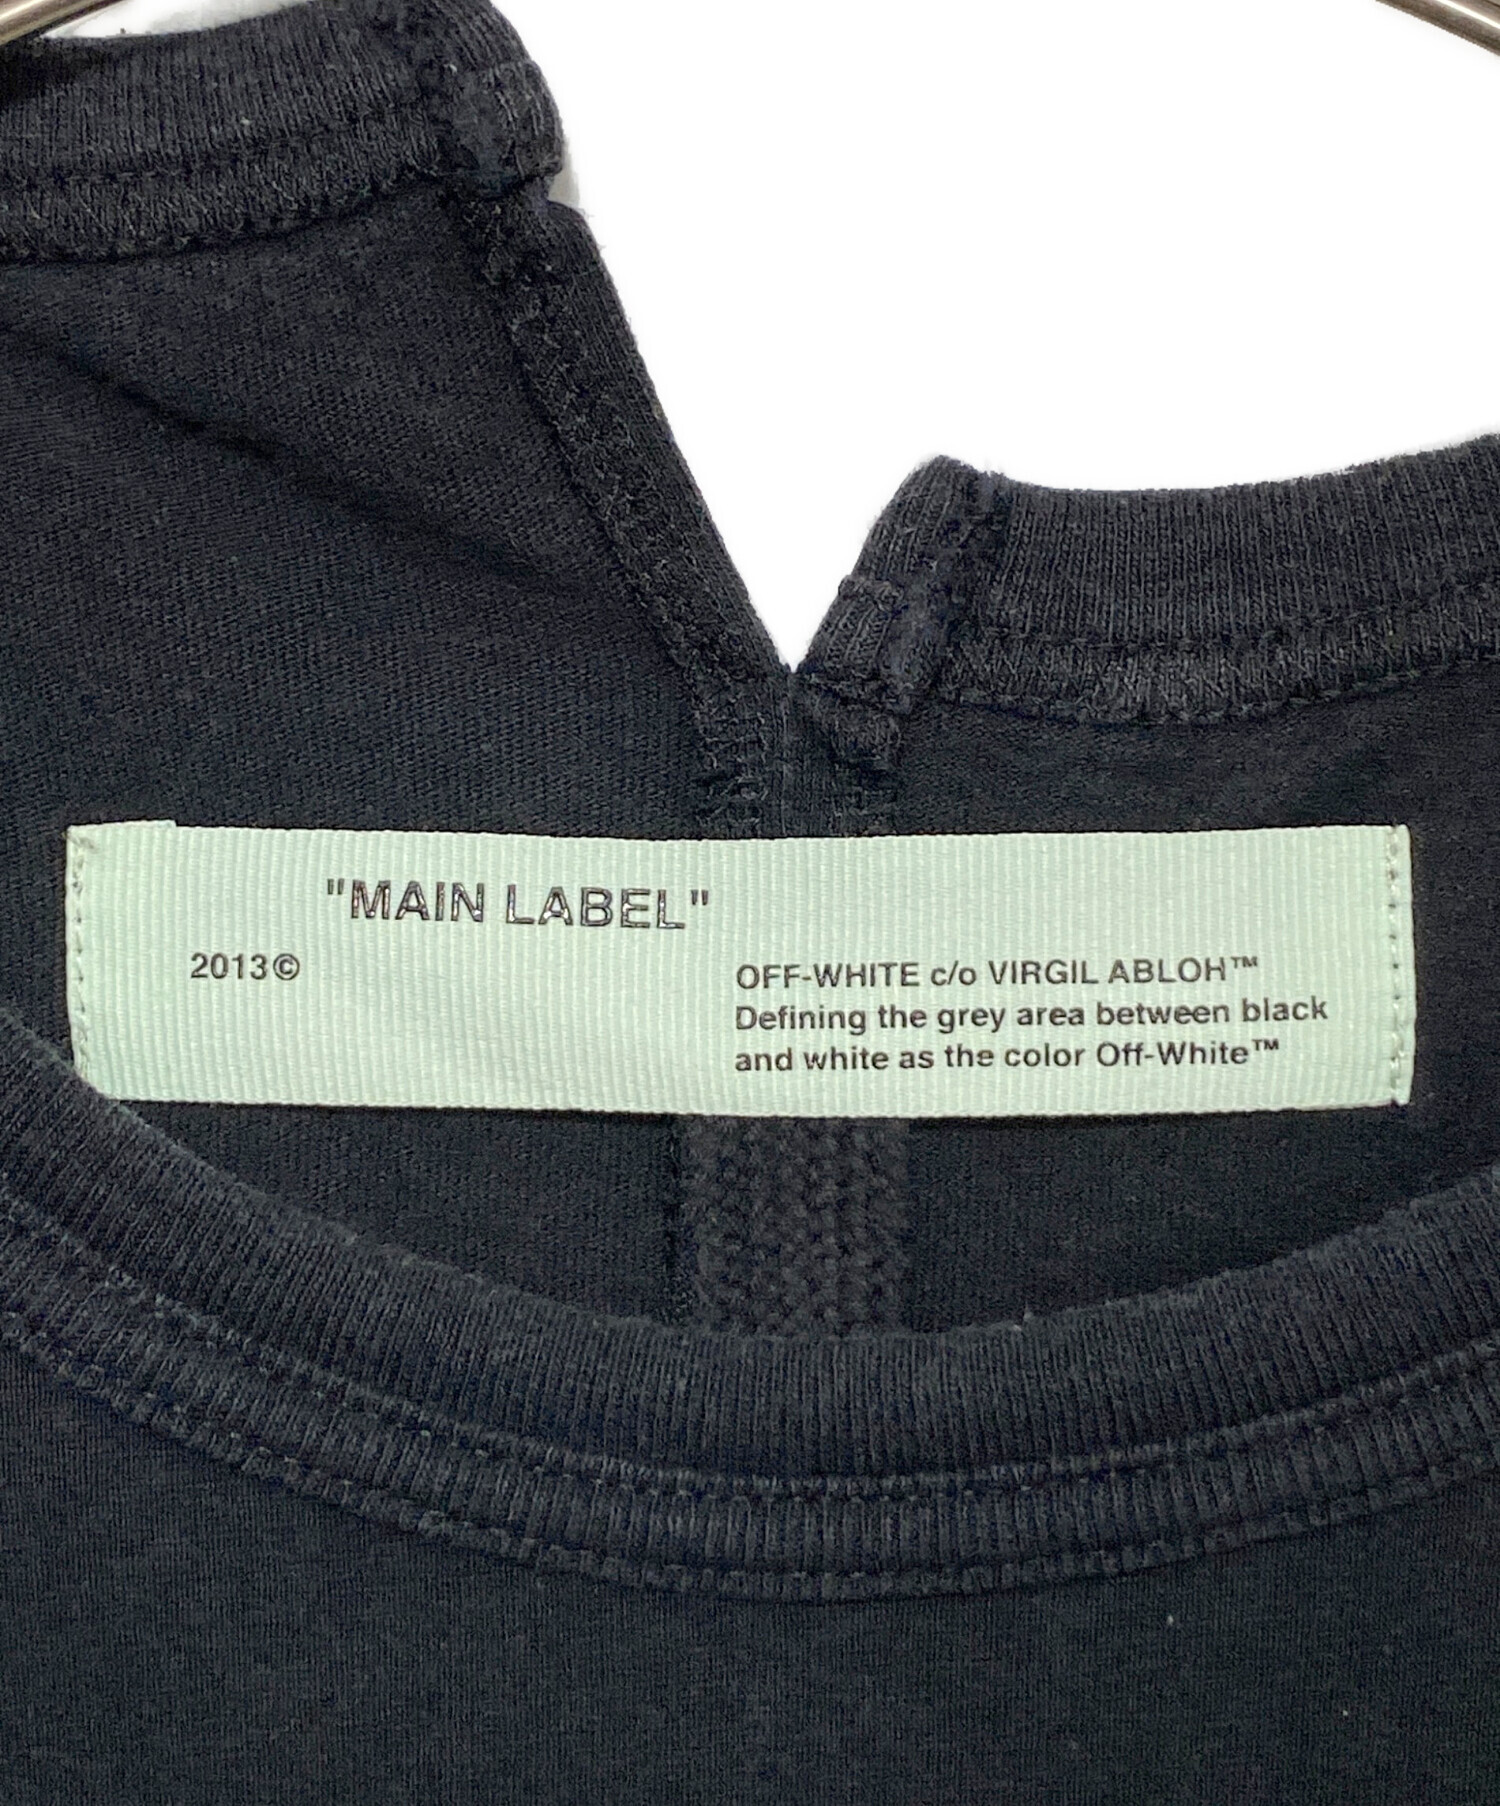 "MAIN LABEL"
2013©
OFF-WHITE c/o VIRGIL ABLOH™
Defining the grey area between black
and white as the color Off-White™